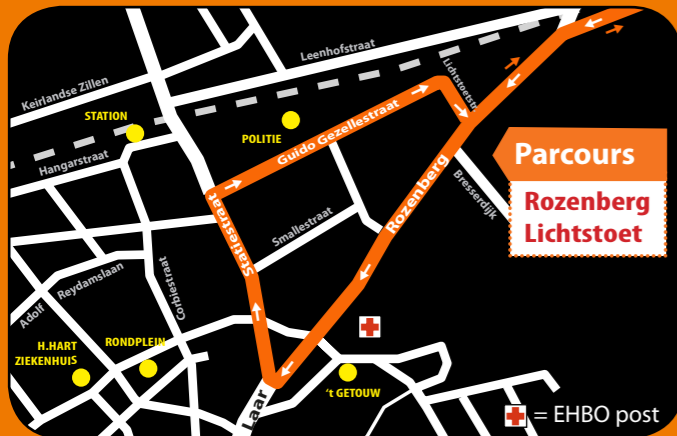 Leenhofstraat
Keirlandse Zillen
Lichtstoetstr.
STATION
POLITIE
Guido Gezellestraat
Hangarstraat
Parcours
Rozenberg
Lichtstoet
Bresserdijk
Statiestraat
Rozenberg
Smallestraat
Adolf Reydamslaan
Corbiestraat
H.HART
ZIEKENHUIS
RONDPLEIN
't GETOUW
Laar
= EHBO post